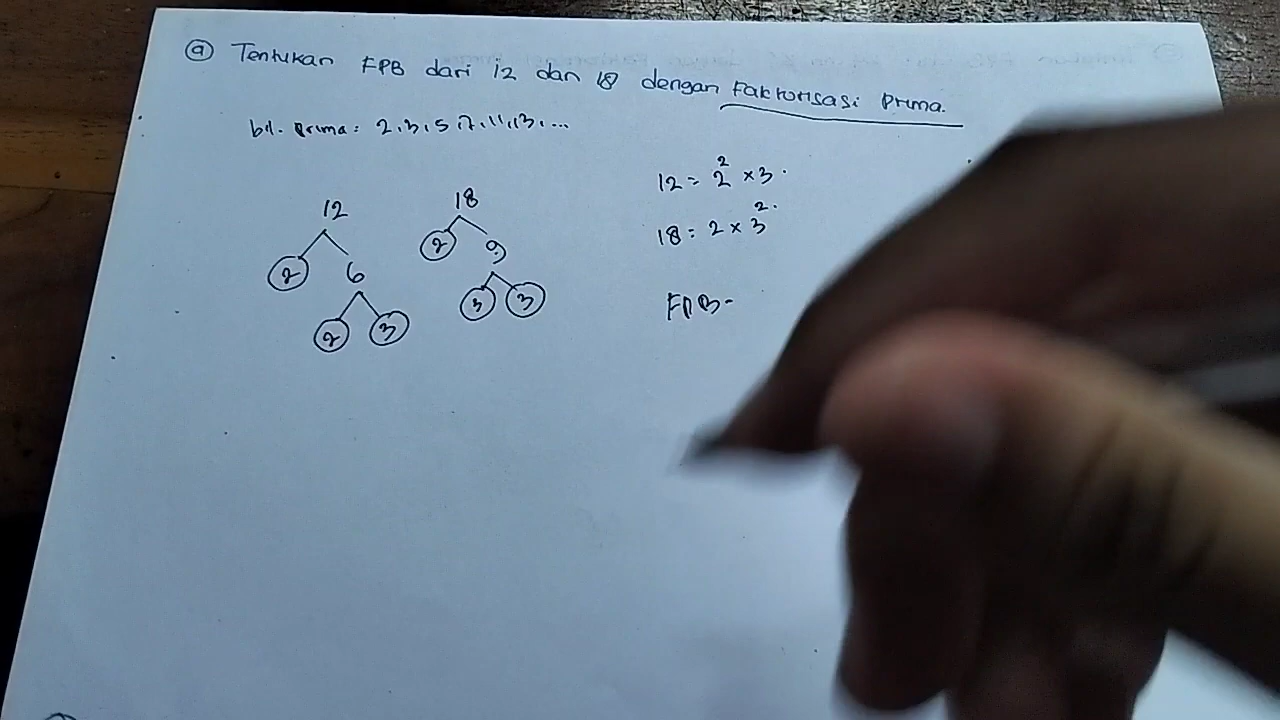 a Tentukan FPB dari 12 dan 18 dengan Faktorisasi Prima.
bil. Prima: 2, 3, 5, 7, 11, 13, ...
12
2 6
2 3
18
2 9
3 3
12 = 2² × 3.
18 = 2 × 3².
FPB =